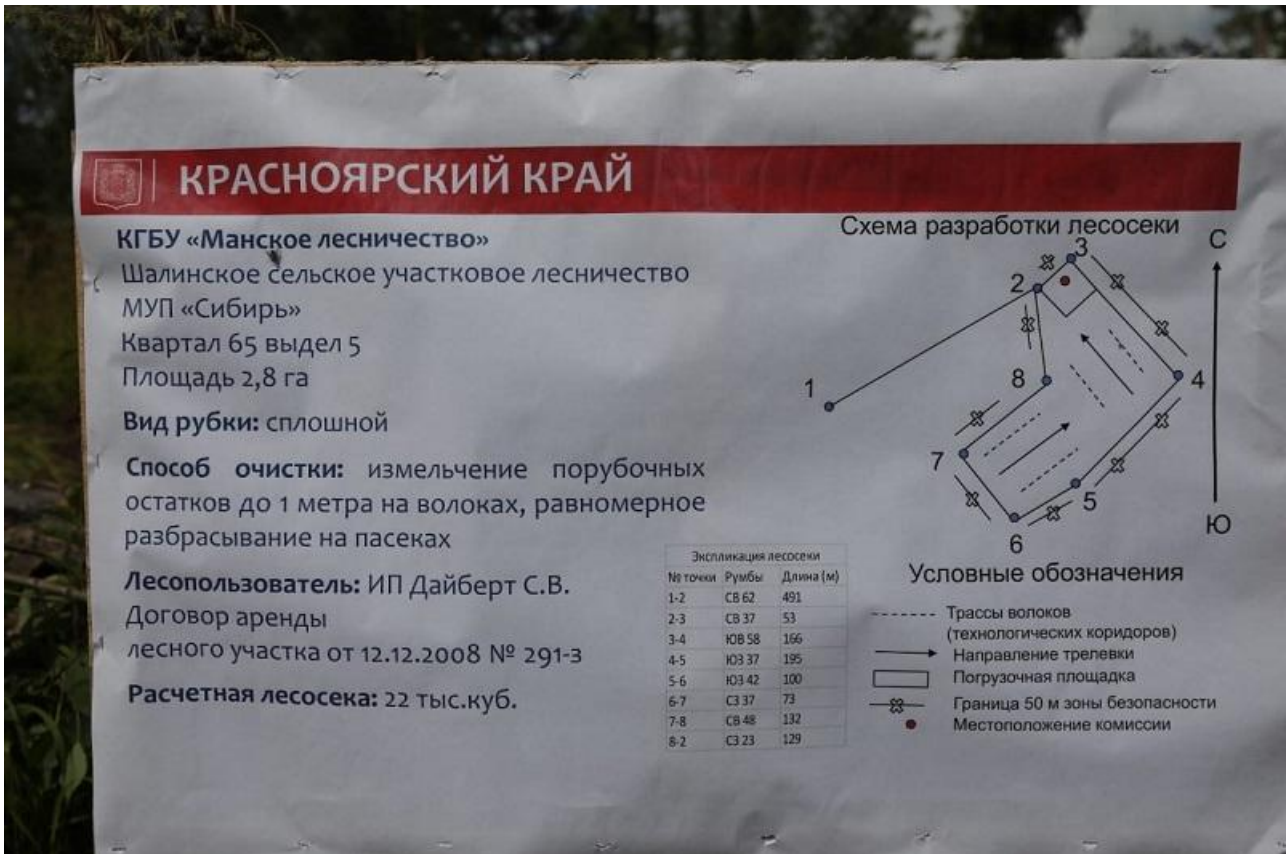 КРАСНОЯРСКИЙ КРАЙ
КГБУ «Манское лесничество»
Шалинское сельское участковое лесничество
МУП «Сибирь»
Квартал 65 выдел 5
Площадь 2,8 га
Вид рубки: сплошной
Способ очистки: измельчение порубочных
остатков до 1 метра на волоках, равномерное
разбрасывание на пасеках
Лесопользователь: ИП Дайберт С.В.
Договор аренды
лесного участка от 12.12.2008 № 291-з
Расчетная лесосека: 22 тыс.куб.
Схема разработки лесосеки
С
3
2
4
8
1
7
5
6
Ю
Экспликация лесосеки
№ точки Румбы Длина (м)
1-2 СВ 62 491
2-3 СВ 37 53
3-4 ЮВ 58 166
4-5 ЮЗ 37 195
5-6 ЮЗ 42 100
6-7 СЗ 37 73
7-8 СВ 48 132
8-2 СЗ 23 129
Условные обозначения
Трассы волоков
(технологических коридоров)
Направление трелевки
Погрузочная площадка
Граница 50 м зоны безопасности
Местоположение комиссии